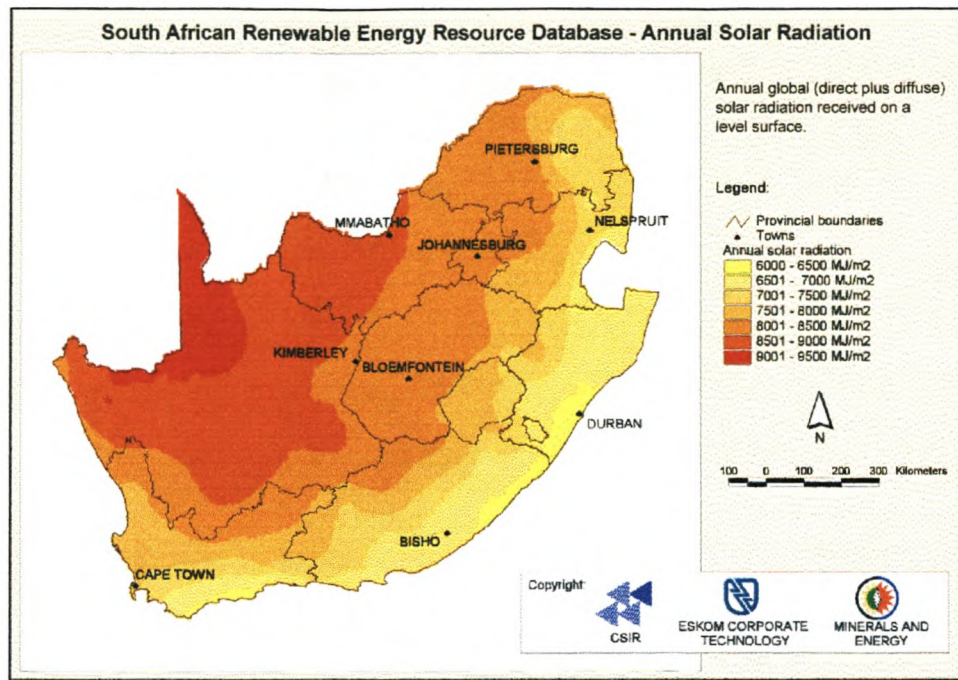 South African Renewable Energy Resource Database - Annual Solar Radiation
Annual global (direct plus diffuse)
solar radiation received on a
level surface.
Legend:
Provincial boundaries
Towns
Annual solar radiation
6000 - 6500 MJ/m2
6501 - 7000 MJ/m2
7001 - 7500 MJ/m2
7501 - 8000 MJ/m2
8001 - 8500 MJ/m2
8501 - 9000 MJ/m2
9001 - 9500 MJ/m2
N
100 0 100 200 300 Kilometers
PIETERSBURG
MMABATHO
NELSPRUIT
JOHANNESBURG
KIMBERLEY
BLOEMFONTEIN
DURBAN
BISHO
CAPE TOWN
Copyright:
CSIR
ESKOM CORPORATE
TECHNOLOGY
MINERALS AND
ENERGY